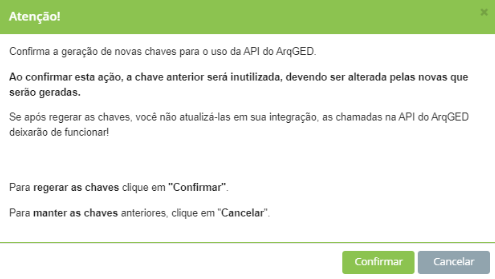 Atenção!
Confirma a geração de novas chaves para o uso da API do ArqGED.
Ao confirmar esta ação, a chave anterior será inutilizada, devendo ser alterada pelas novas que
serão geradas.
Se após regerar as chaves, você não atualizá-las em sua integração, as chamadas na API do ArqGED
deixarão de funcionar!
Para regerar as chaves clique em "Confirmar".
Para manter as chaves anteriores, clique em "Cancelar".
Confirmar
Cancelar